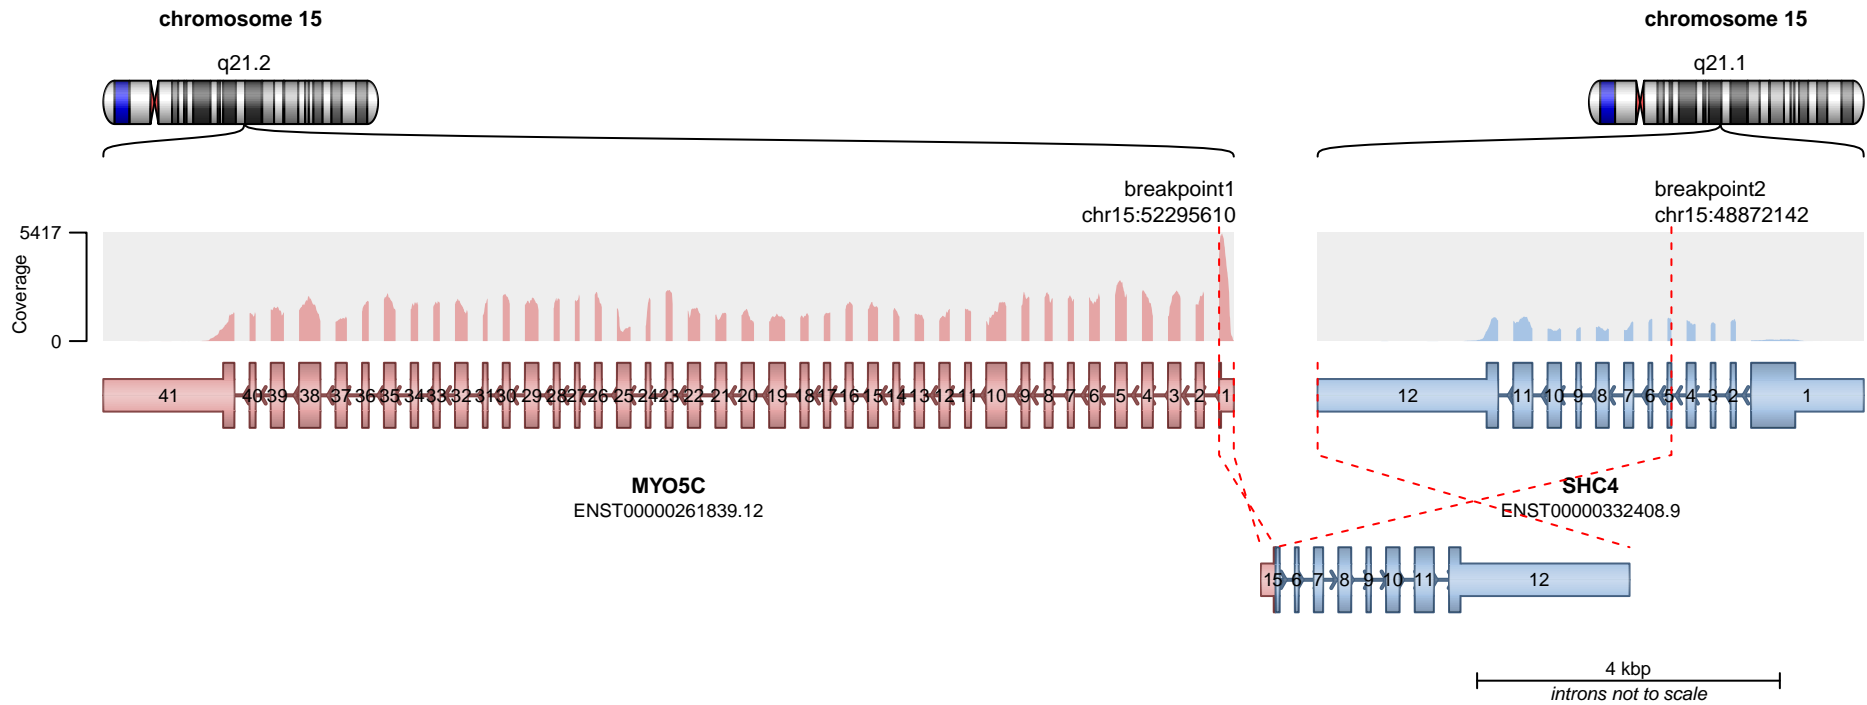 chromosome 15 chromosome 15
q21.2 q21.1
breakpoint1 breakpoint2
chr15:52295610 chr15:48872142
5417
Coverage
0
41 40 39 38 37 36 35 34 33 32 31 30 29 28 27 26 25 24 23 22 21 20 19 18 17 16 15 14 13 12 11 10 9 8 7 6 5 4 3 2 1 12 11 10 9 8 7 6 5 4 3 2 1
MYO5C SHC4
ENST00000261839.12 ENST00000332408.9
1 5 6 7 8 9 10 11 12
4 kbp
introns not to scale